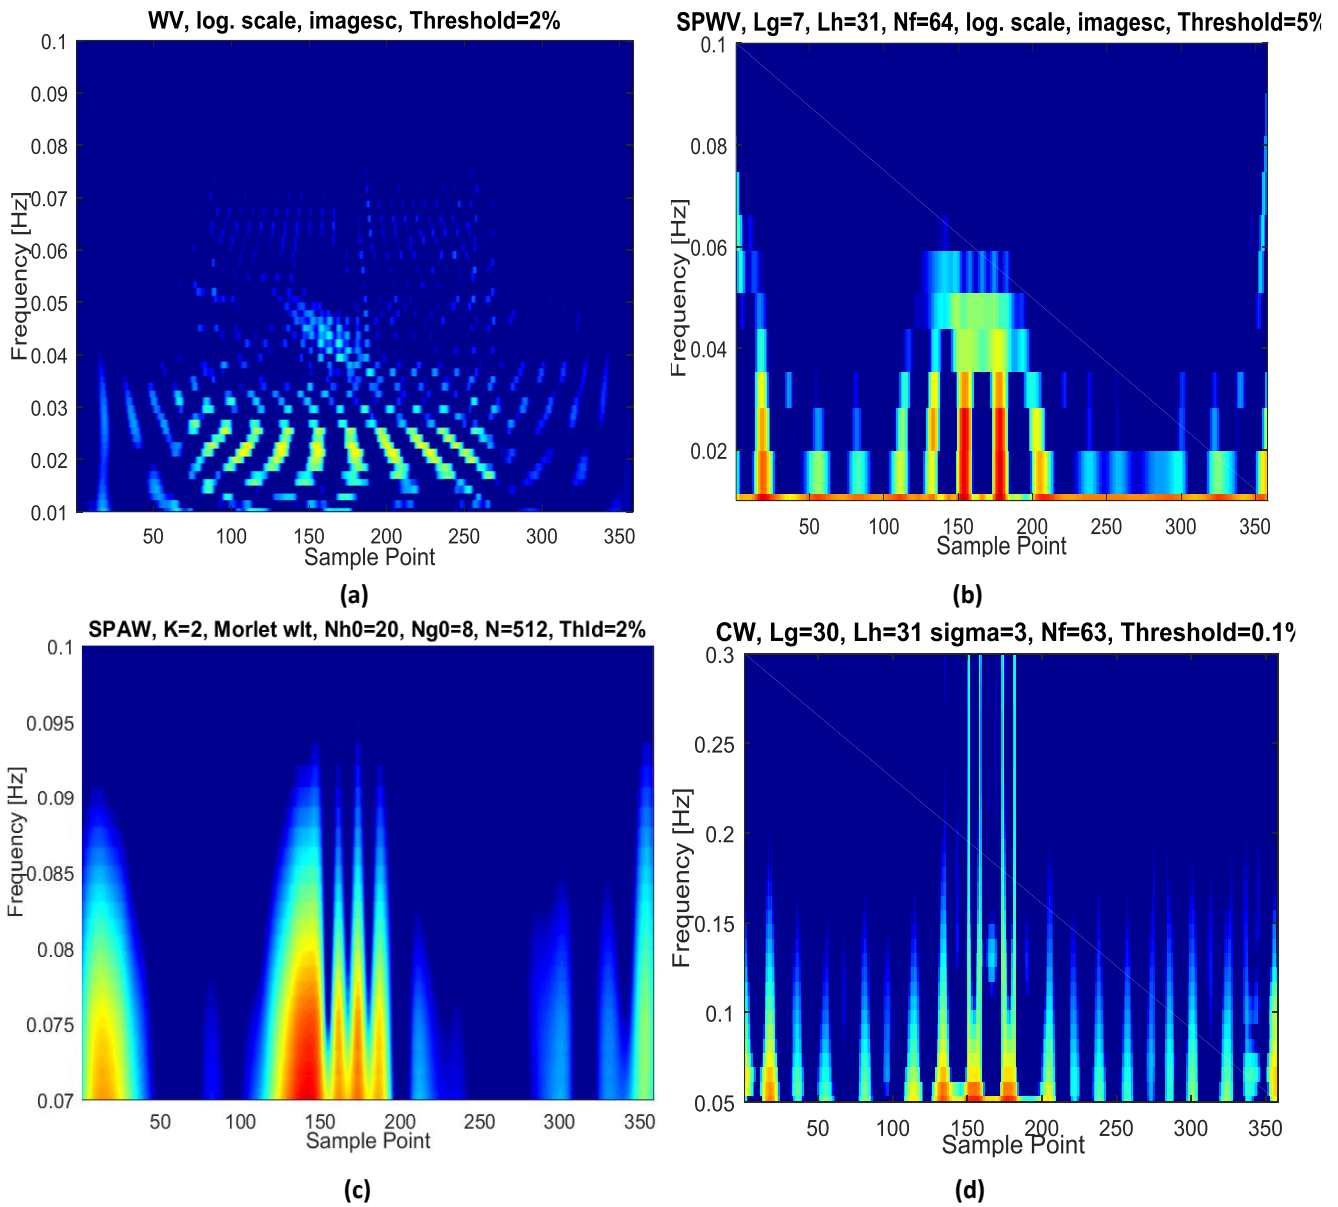 WV, log. scale, imagesc, Threshold=2%
0.1
0.09
0.08
0.07
0.06
0.05
0.04
0.03
0.02
0.01
Frequency [Hz]
50 100 150 200 250 300 350
Sample Point
(a)
SPWV, Lg=7, Lh=31, Nf=64, log. scale, imagesc, Threshold=5%
0.1
0.08
0.06
0.04
0.02
Frequency [Hz]
50 100 150 200 250 300 350
Sample Point
(b)
SPAW, K=2, Morlet wlt, Nh0=20, Ng0=8, N=512, Thld=2%
0.1
0.095
0.09
0.085
0.08
0.075
0.07
Frequency [Hz]
50 100 150 200 250 300 350
Sample Point
(c)
CW, Lg=30, Lh=31 sigma=3, Nf=63, Threshold=0.1%
0.3
0.25
0.2
0.15
0.1
0.05
Frequency [Hz]
50 100 150 200 250 300 350
Sample Point
(d)